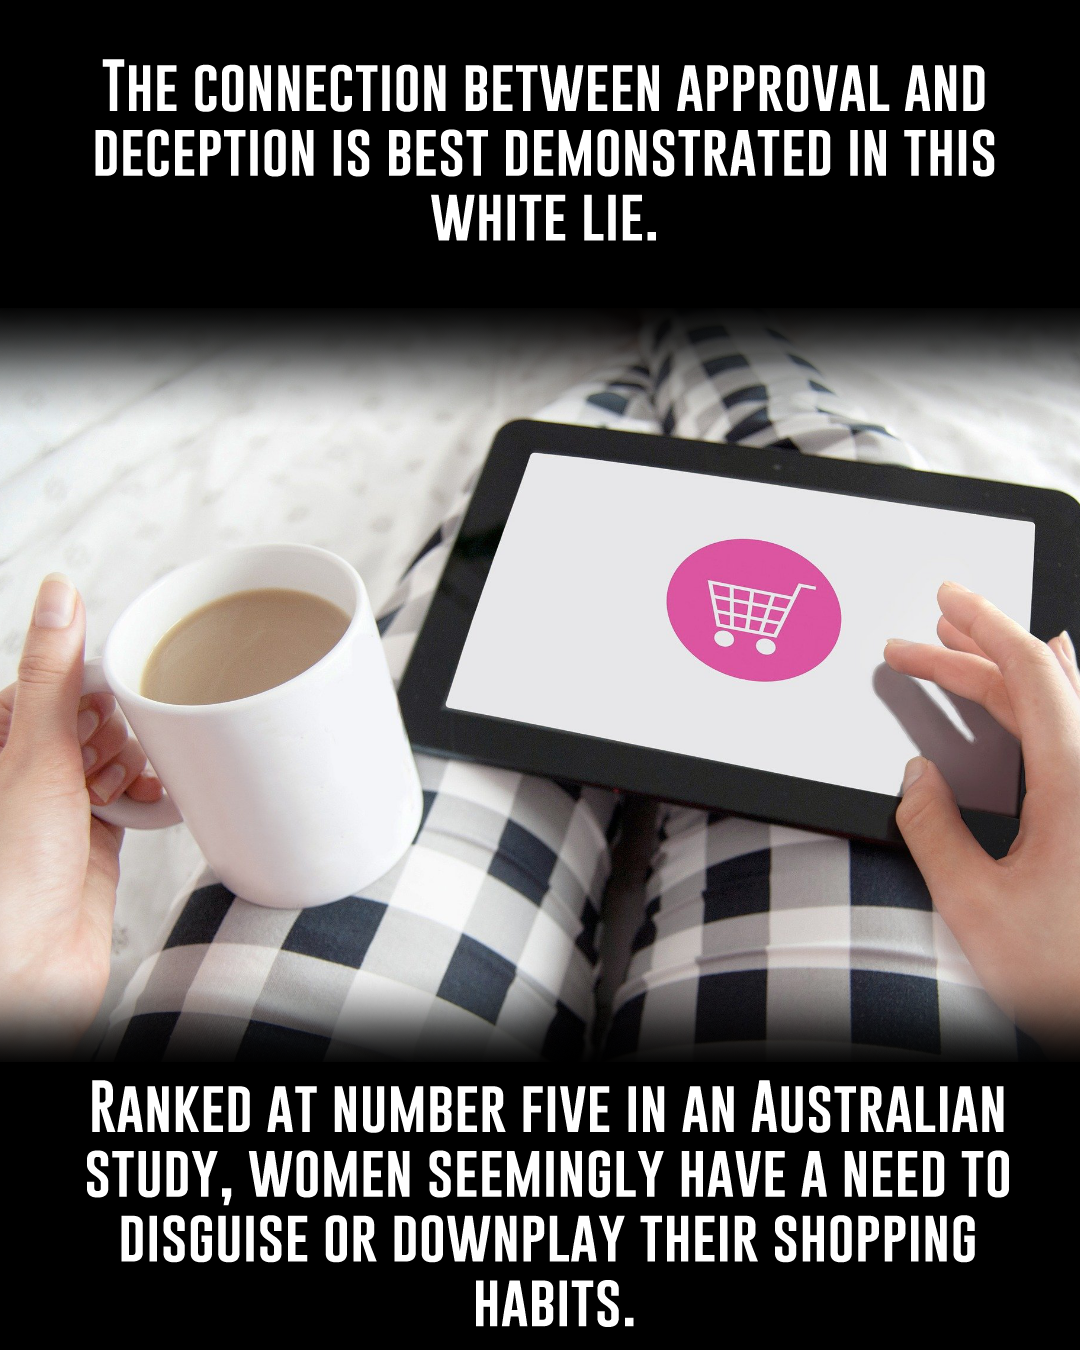 The connection between approval and
deception is best demonstrated in this
white lie.
Ranked at number five in an Australian
study, women seemingly have a need to
disguise or downplay their shopping
habits.